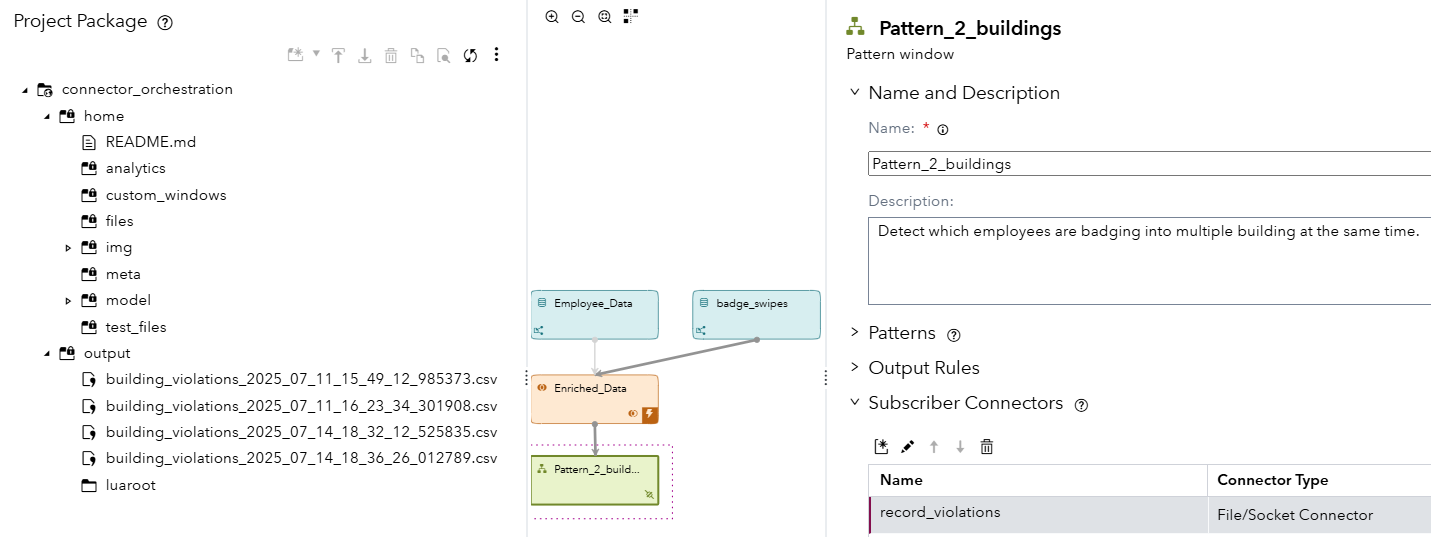 Project Package
connector_orchestration
home
README.md
analytics
custom_windows
files
img
meta
model
test_files
output
building_violations_2025_07_11_15_49_12_985373.csv
building_violations_2025_07_11_16_23_34_301908.csv
building_violations_2025_07_14_18_32_12_525835.csv
building_violations_2025_07_14_18_36_26_012789.csv
luaroot
Employee_Data
badge_swipes
Enriched_Data
Pattern_2_build...
Pattern_2_buildings
Pattern window
Name and Description
Name: *
Pattern_2_buildings
Description:
Detect which employees are badging into multiple building at the same time.
Patterns
Output Rules
Subscriber Connectors
Name Connector Type
record_violations File/Socket Connector